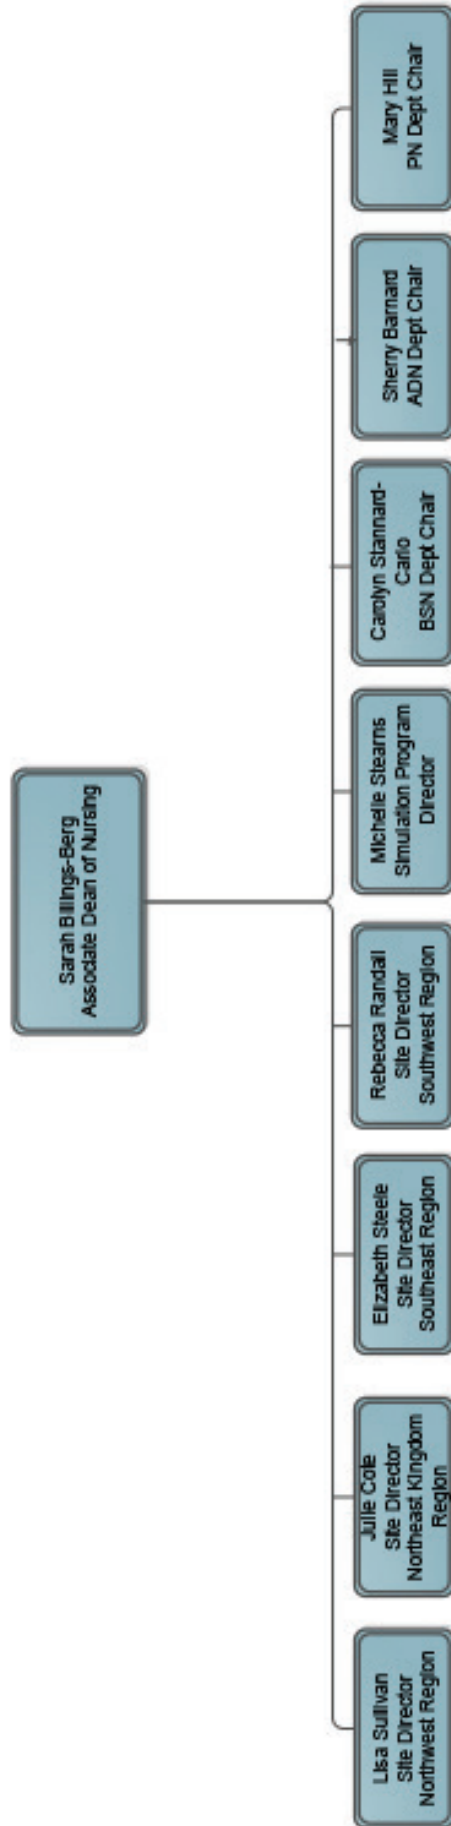 Sarah Billings-Berg
Associate Dean of Nursing
Lisa Sullivan
Site Director
Northwest Region
Julie Cole
Site Director
Northeast Kingdom
Region
Elizabeth Steele
Site Director
Southeast Region
Rebecca Randall
Site Director
Southwest Region
Michelle Stearns
Simulation Program
Director
Carolyn Stannard-
Carlo
BSN Dept Chair
Sherry Barnard
ADN Dept Chair
Mary Hill
PN Dept Chair